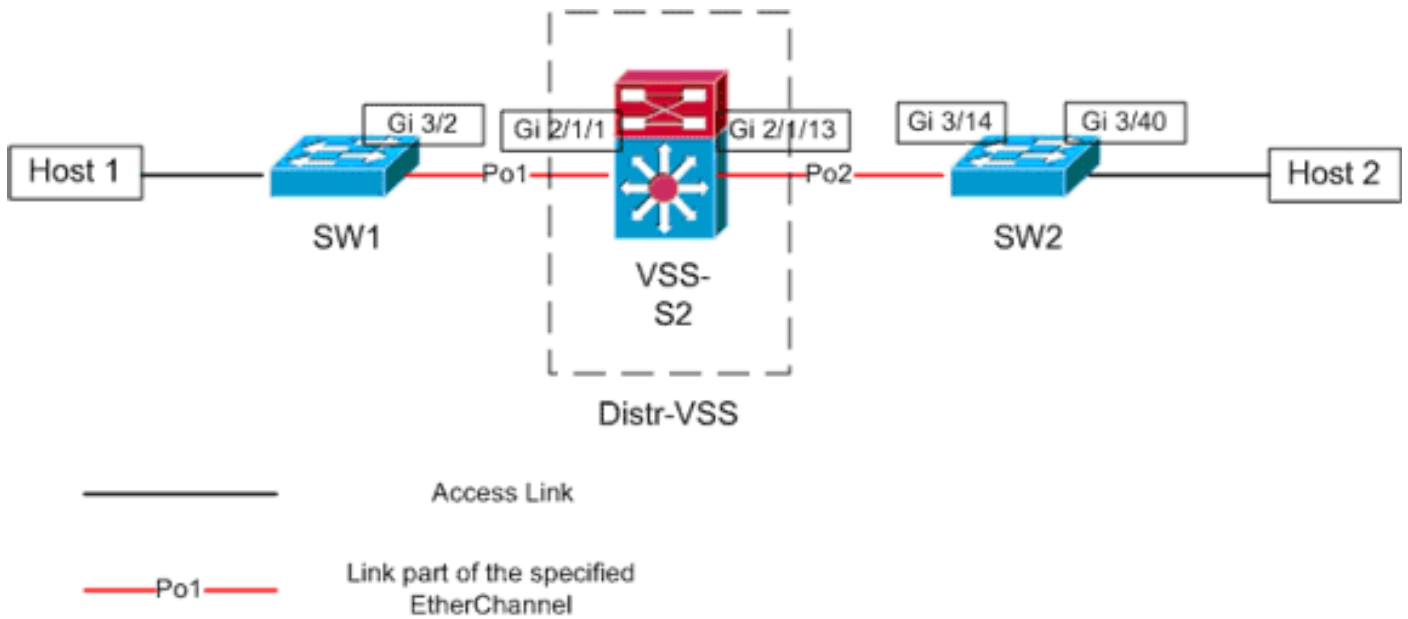 Gi 3/2
Gi 2/1/1
Gi 2/1/13
Gi 3/14
Gi 3/40
Host 1
Po1
Po2
Host 2
SW1
SW2
VSS-
S2
Distr-VSS
Access Link
Po1
Link part of the specified
EtherChannel